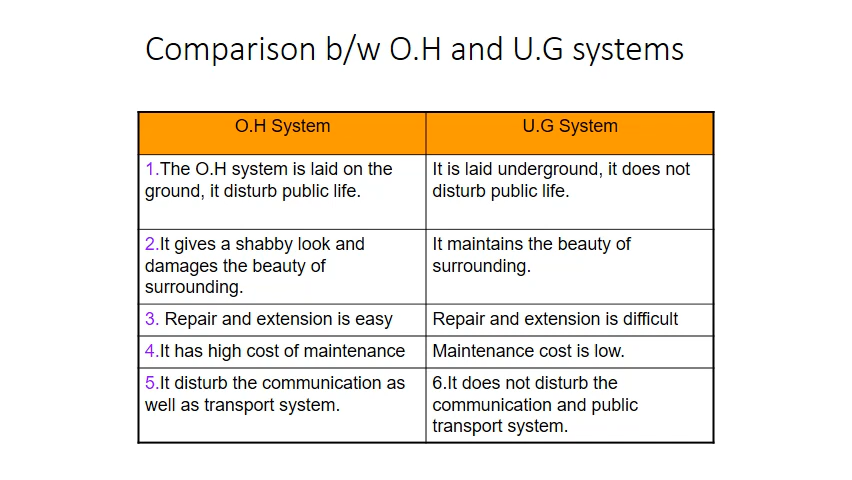 Comparison b/w O.H and U.G systems
O.H System
U.G System
1.The O.H system is laid on the
ground, it disturb public life.
It is laid underground, it does not
disturb public life.
2.It gives a shabby look and
damages the beauty of
surrounding.
It maintains the beauty of
surrounding.
3. Repair and extension is easy
Repair and extension is difficult
4.It has high cost of maintenance
Maintenance cost is low.
5.It disturb the communication as
well as transport system.
6.It does not disturb the
communication and public
transport system.